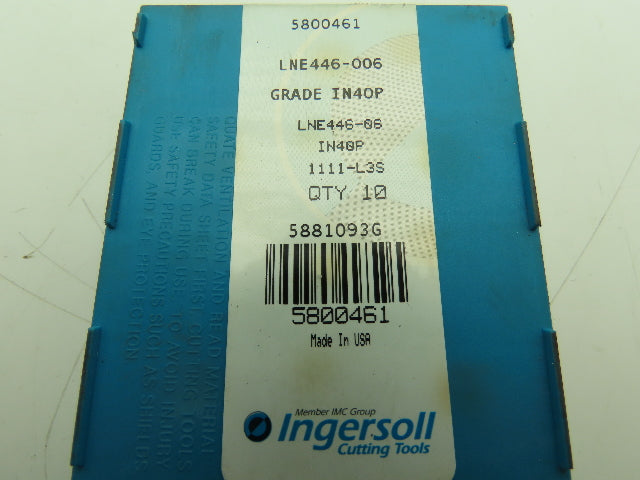 5800461
LNE446-006
GRADE IN40P
LNE446-06
IN40P
1111-L3S
QTY 10
5881093G
5800461
Made In USA
Member IMC Group
Ingersoll
Cutting Tools
QUATE VENTILATION AND READ MATERIAL
SAFETY DATA SHEET FIRST. CUTTING TOOLS
CAN BREAK DURING USE. TO AVOID INJURY
USE SAFETY PRECAUTIONS SUCH AS SHIELDS
GUARDS AND EYE PROTECTION